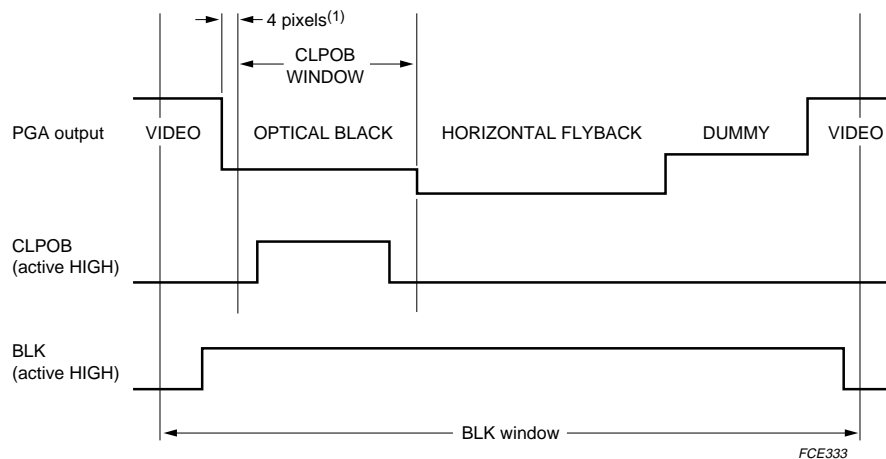 4 pixels(1)
CLPOB
WINDOW
PGA output
VIDEO
OPTICAL BLACK
HORIZONTAL FLYBACK
DUMMY
VIDEO
CLPOB
(active HIGH)
BLK
(active HIGH)
BLK window
FCE333